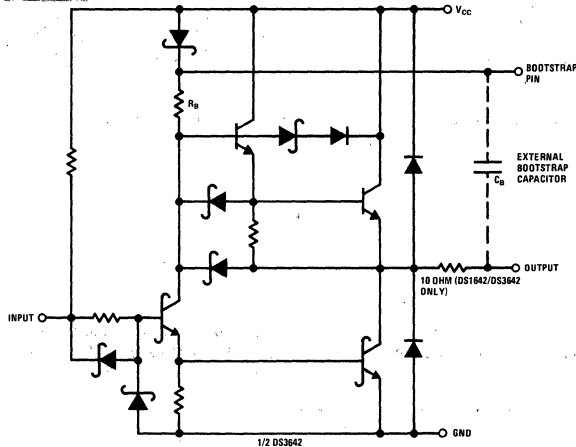 VCC
BOOTSTRAP
PIN
RB
EXTERNAL
BOOTSTRAP
CAPACITOR
CB
OUTPUT
10 OHM (DS1642/DS3642
ONLY)
INPUT
GND
1/2 DS3642